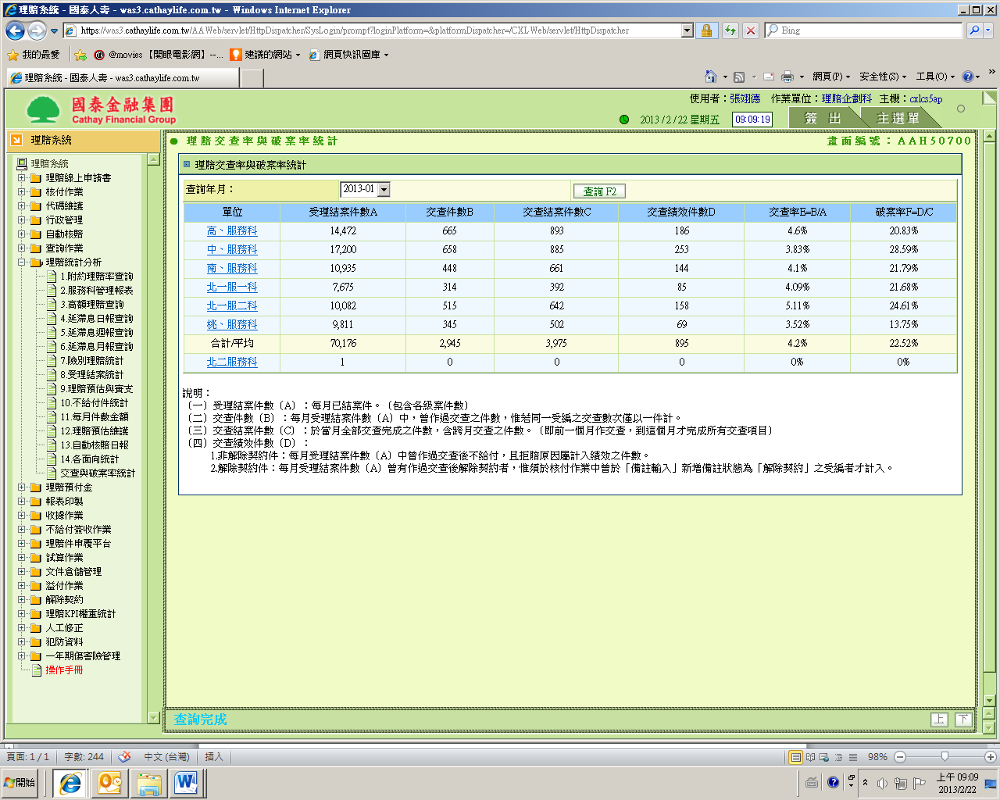 理賠系統 - 國泰人壽 - was3.cathaylife.com.tw - Windows Internet Explorer
https://was3.cathaylife.com.tw/AAWeb/servlet/HttpDispatcher/SysLogin/prompt?loginPlatform=&platformDispatcher=/CXLWeb/servlet/HttpDispatcher
Bing
我的最愛 @movies 【開眼電影網】--... 建議的網站 網頁快訊圖庫
理賠系統 - 國泰人壽 - was3.cathaylife.com.tw
網頁(P) 安全性(S) 工具(O) »
國泰金融集團
Cathay Financial Group
使用者：張翊德 作業單位：理賠企劃科 主機：cxlcs5ap
2013 / 2 / 22 星期五 09:09:19 簽 出 主選單
理賠系統
理賠系統
理賠線上申請書
核付作業
代碼維護
行政管理
自動核賠
查詢作業
理賠統計分析
1.附約理賠率查詢
2.服務科管理報表
3.高額理賠查詢
4.延滯息日報查詢
5.延滯息週報查詢
6.延滯息月報查詢
7.險別理賠統計
8.受理結案統計
9.理賠預估與實支
10.不給付件統計
11.每月件數金額
12.理賠預估維護
13.自動核賠日報
14.各面向統計
交查與破案率統計
理賠預付金
報表印製
收據作業
不給付簽收作業
理賠件申覆平台
試算作業
文件倉儲管理
溢付作業
解除契約
理賠KPI權重統計
人工修正
犯防資料
一年期傷害險管理
操作手冊
理賠交查率與破案率統計 畫面編號：AAH50700
理賠交查率與破案率統計
查詢年月： 2013-01 查詢 F2
單位 受理結案件數A 交查件數B 交查結案件數C 交查績效件數D 交查率E=B/A 破案率F=D/C
高、服務科 14,472 665 893 186 4.6% 20.83%
中、服務科 17,200 658 885 253 3.83% 28.59%
南、服務科 10,935 448 661 144 4.1% 21.79%
北一服一科 7,675 314 392 85 4.09% 21.68%
北一服二科 10,082 515 642 158 5.11% 24.61%
桃、服務科 9,811 345 502 69 3.52% 13.75%
合計/平均 70,176 2,945 3,975 895 4.2% 22.52%
北二服務科 1 0 0 0 0% 0%
說明：
〔一〕受理結案件數〔A〕：每月已結案件。〔包含各級案件數〕
〔二〕交查件數〔B〕：每月受理結案件數〔A〕中，曾作過交查之件數，惟若同一受編之交查數次僅以一件計。
〔三〕交查結案件數〔C〕：於當月全部交查完成之件數，含跨月交查之件數。〔即前一個月作交查，到這個月才完成所有交查項目〕
〔四〕交查績效件數〔D〕：
1.非解除契約件：每月受理結案件數〔A〕中曾作過交查後不給付，且拒賠原因屬計入績效之件數。
2.解除契約件：每月受理結案件數〔A〕曾有作過交查後解除契約者，惟須於核付作業中曾於「備註輸入」新增備註狀態為「解除契約」之受編者才計入。
查詢完成 上 下
頁面: 1 / 1 字數: 244 中文 (台灣) 插入 98%
開始 上午 09:09
2013/2/22